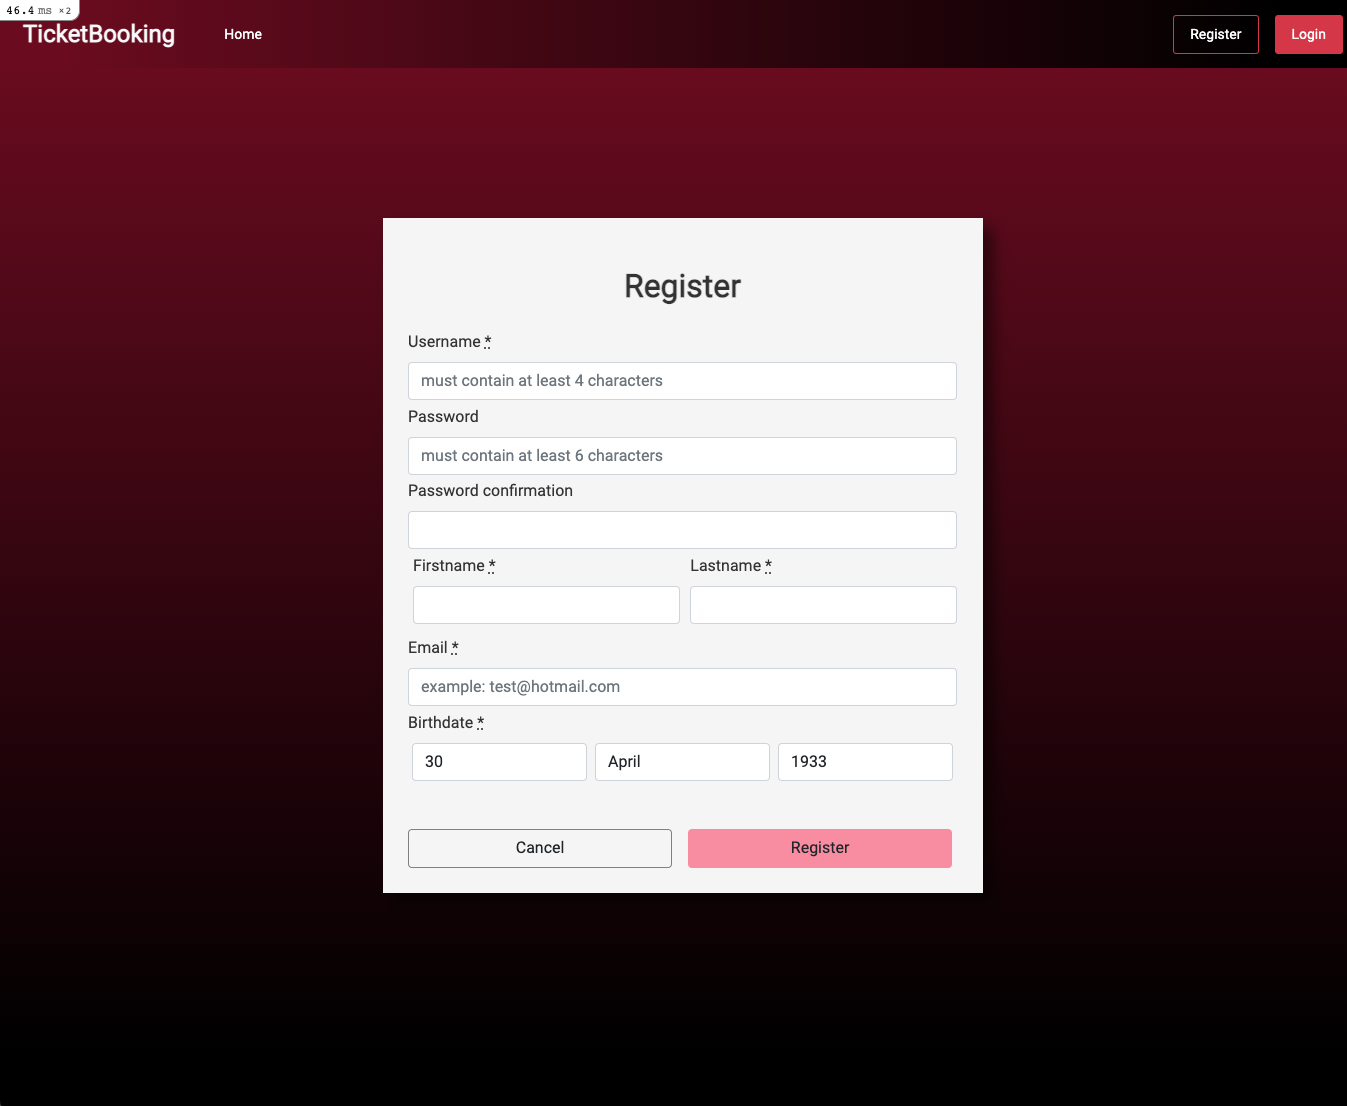 46.4 ms ×2
TicketBooking Home Register Login
Register
Username *
must contain at least 4 characters
Password
must contain at least 6 characters
Password confirmation
Firstname * Lastname *
Email *
example: test@hotmail.com
Birthdate *
30 April 1933
Cancel Register